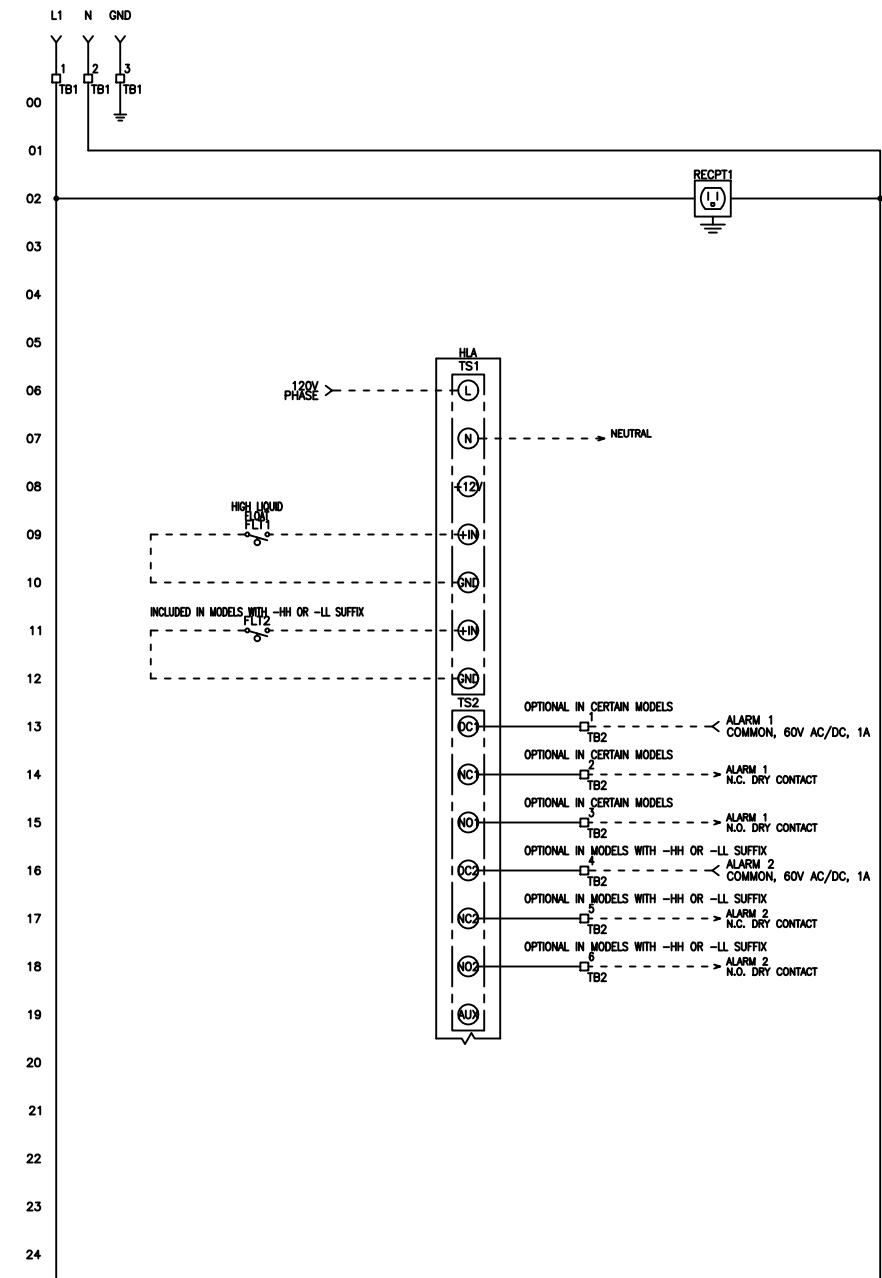 L1 N GND
1 2 3
TB1 TB1 TB1
00
01
RECPT1
02
03
04
05
HLA
TS1
06 120V PHASE L
07 N NEUTRAL
08 +12V
HIGH LIQUID
FLOAT
FLT1
09 +IN
10 GND
INCLUDED IN MODELS WITH -HH OR -LL SUFFIX
FLT2
11 +IN
12 GND
TS2
OPTIONAL IN CERTAIN MODELS
1
13 DC1 TB2 ALARM 1
COMMON, 60V AC/DC, 1A
OPTIONAL IN CERTAIN MODELS
2
14 NC1 TB2 ALARM 1
N.C. DRY CONTACT
OPTIONAL IN CERTAIN MODELS
3
15 NO1 TB2 ALARM 1
N.O. DRY CONTACT
OPTIONAL IN MODELS WITH -HH OR -LL SUFFIX
4
16 DC2 TB2 ALARM 2
COMMON, 60V AC/DC, 1A
OPTIONAL IN MODELS WITH -HH OR -LL SUFFIX
5
17 NC2 TB2 ALARM 2
N.C. DRY CONTACT
OPTIONAL IN MODELS WITH -HH OR -LL SUFFIX
6
18 NO2 TB2 ALARM 2
N.O. DRY CONTACT
19 AUX
20
21
22
23
24